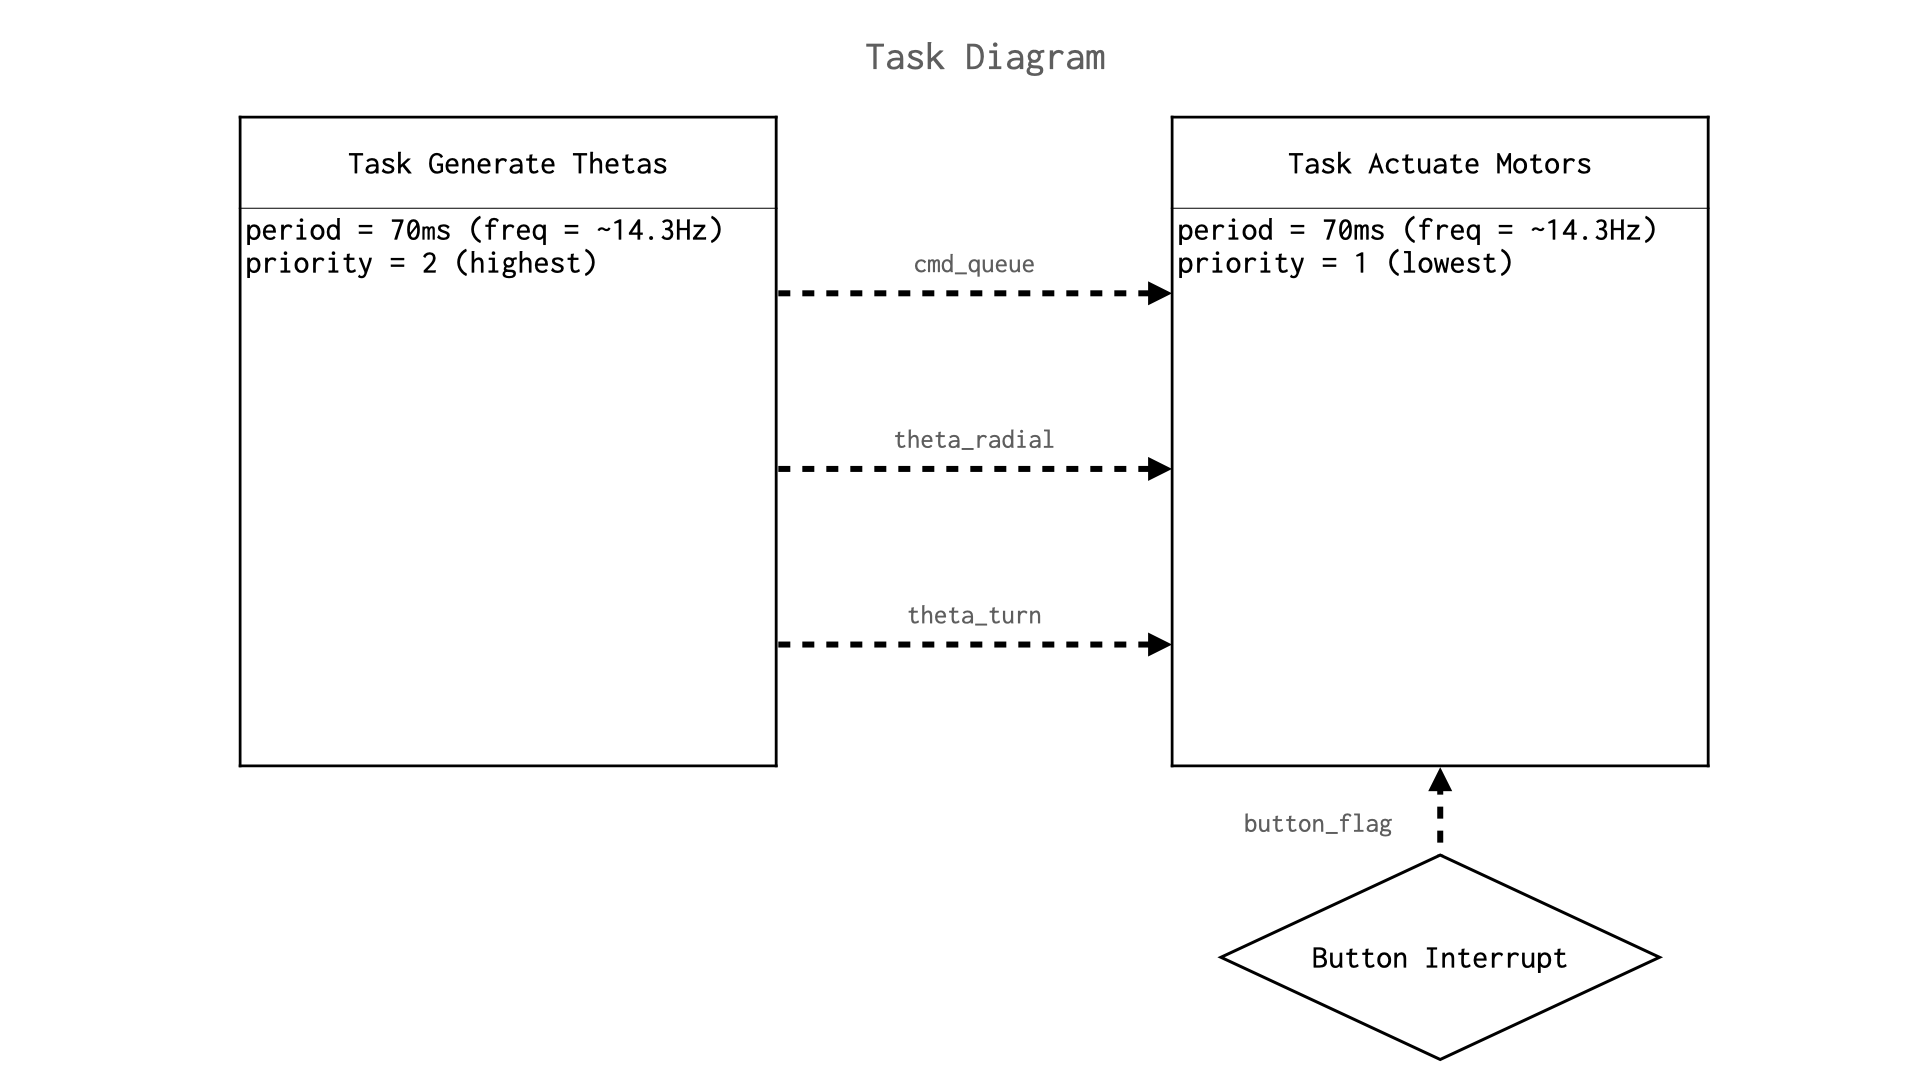 Task Diagram
Task Generate Thetas
period = 70ms (freq = ~14.3Hz)
priority = 2 (highest)
cmd_queue
theta_radial
theta_turn
Task Actuate Motors
period = 70ms (freq = ~14.3Hz)
priority = 1 (lowest)
button_flag
Button Interrupt